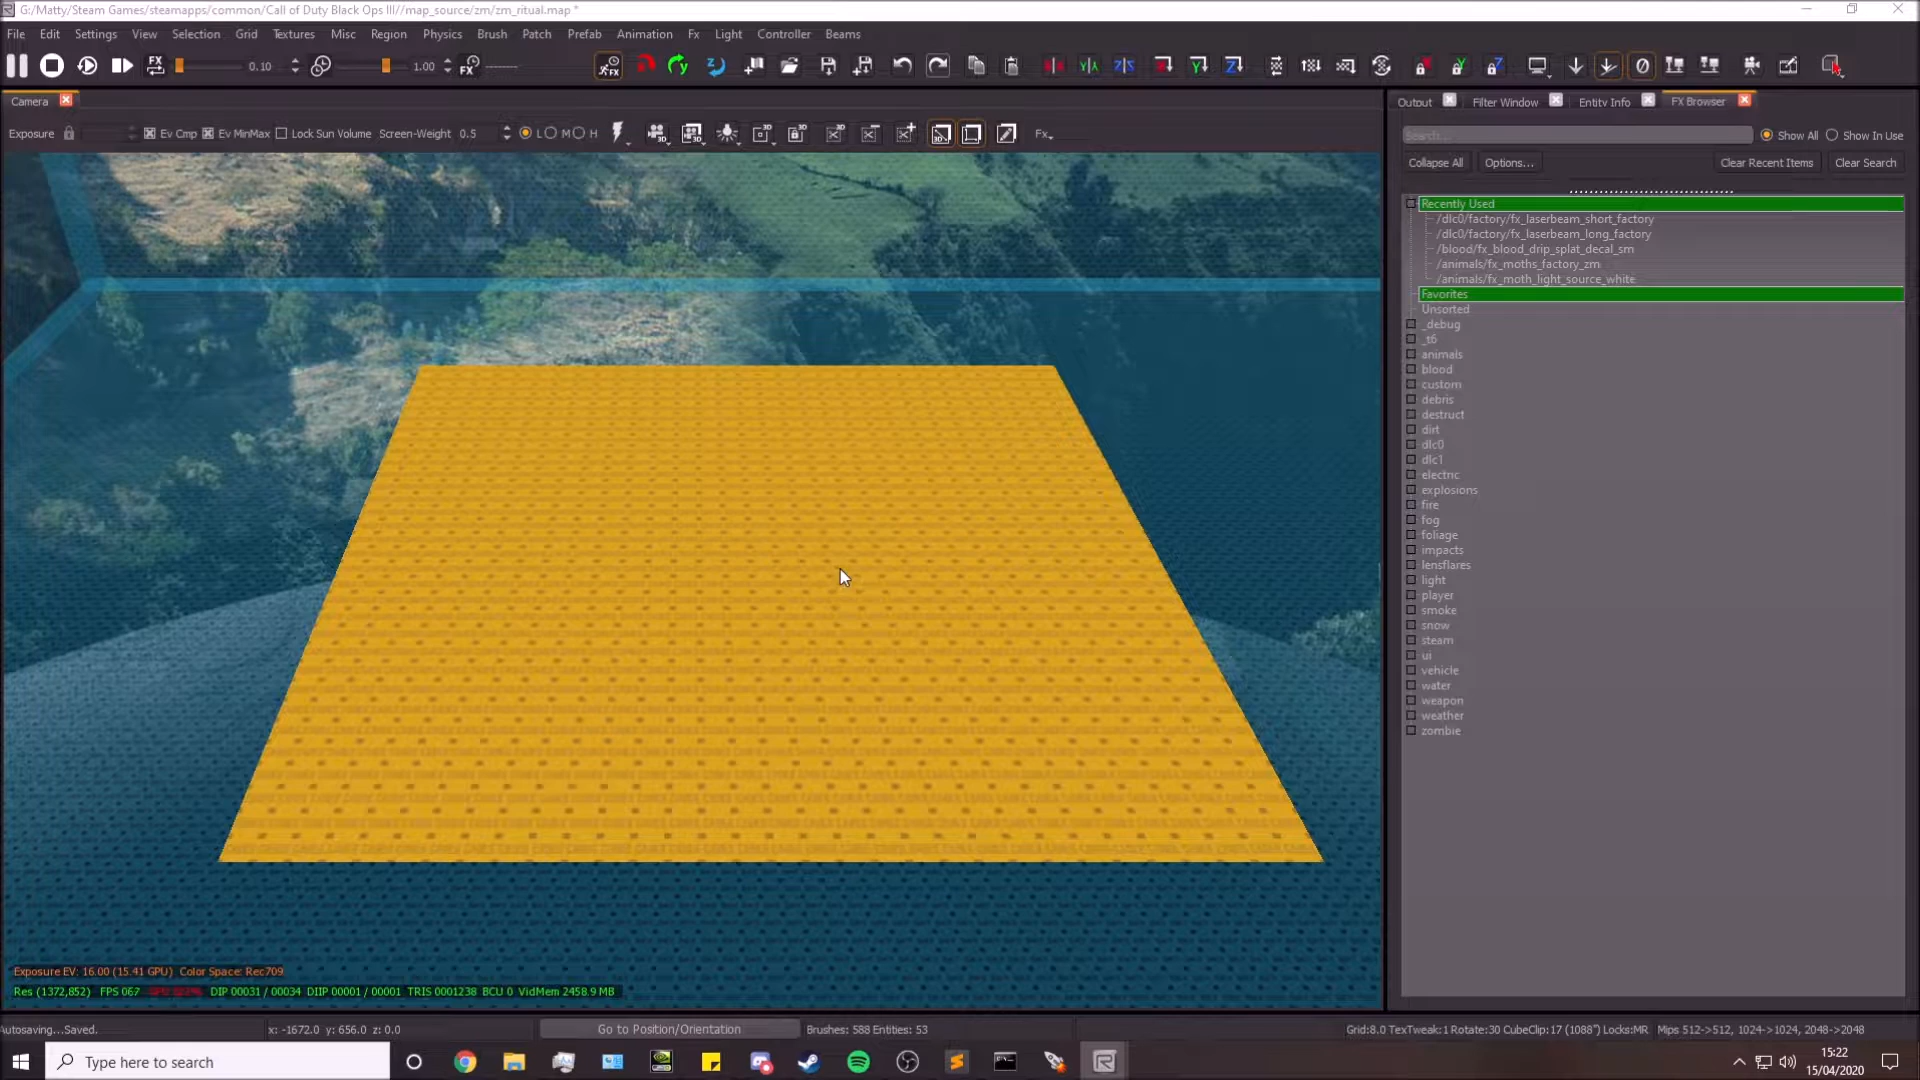 G:/Matty/Steam Games/steamapps/common/Call of Duty Black Ops III//map_source/zm/zm_ritual.map *
File Edit Settings View Selection Grid Textures Misc Region Physics Brush Patch Prefab Animation Fx Light Controller Beams
FX 0.10 1.00 FX
Camera
Exposure Ev Cmp Ev MinMax Lock Sun Volume Screen-Weight 0.5 L M H Fx
Output Filter Window Entity Info FX Browser
Search...
Show All Show In Use
Collapse All Options... Clear Recent Items Clear Search
Recently Used
/dlc0/factory/fx_laserbeam_short_factory
/dlc0/factory/fx_laserbeam_long_factory
/blood/fx_blood_drip_splat_decal_sm
/animals/fx_moths_factory_zm
/animals/fx_moth_light_source_white
Favorites
Unsorted
_debug
_t6
animals
blood
custom
debris
destruct
dirt
dlc0
dlc1
electric
explosions
fire
fog
foliage
impacts
lensflares
light
player
smoke
snow
steam
ui
vehicle
water
weapon
weather
zombie
Exposure EV: 16.00 (15.41 GPU) Color Space: Rec709
Res (1372,852) FPS 067 DIP 00031 / 00034 DIIP 00001 / 00001 TRIS 0001238 BCU 0 VidMem 2458.9 MB
Autosaving...Saved. x: -1672.0 y: 656.0 z: 0.0 Go to Position/Orientation Brushes: 588 Entities: 53 Grid:8.0 TexTweak:1 Rotate:30 CubeClip:17 (1088") Locks:MR Mips 512->512, 1024->1024, 2048->2048
Type here to search
15:22
15/04/2020